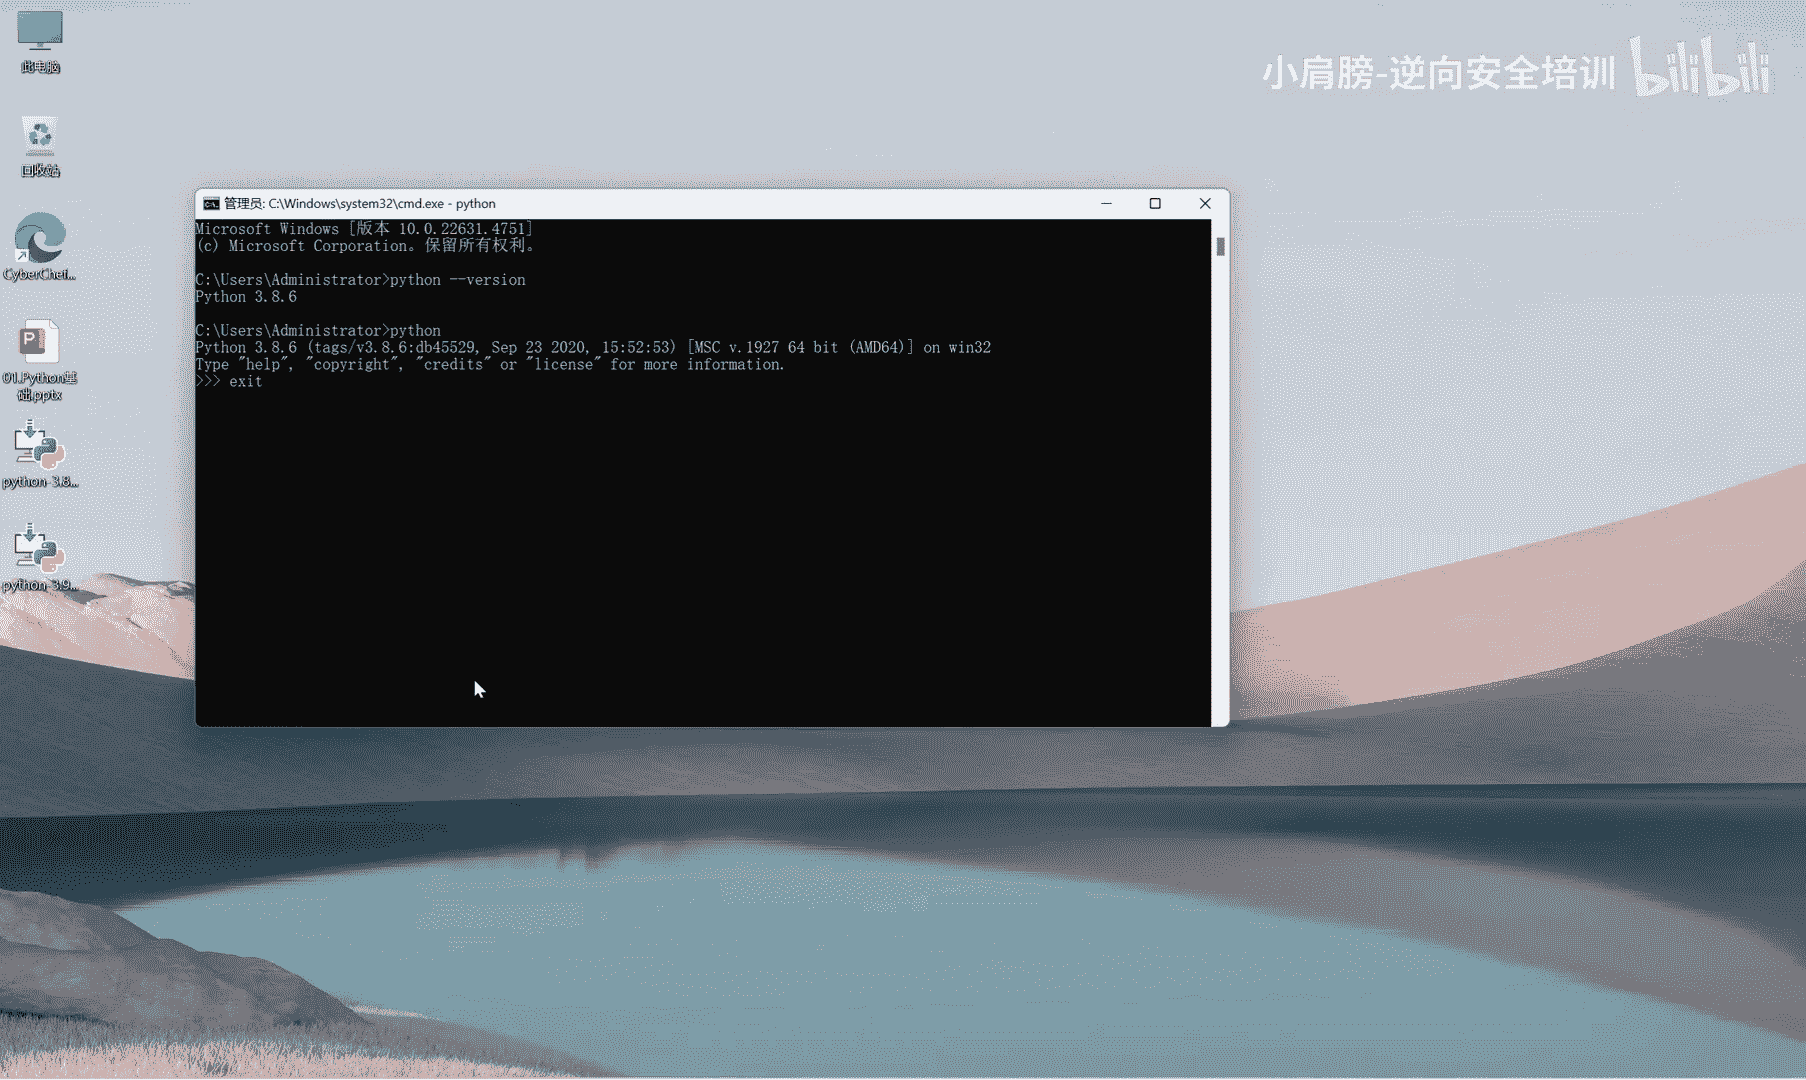 此电脑
回收站
CyberChef...
01.Python基
础.pptx
python-3.8...
python-3.9...
小肩膀-逆向安全培训 bilibili
管理员: C:\Windows\system32\cmd.exe - python
Microsoft Windows [版本 10.0.22631.4751]
(c) Microsoft Corporation。保留所有权利。
C:\Users\Administrator>python --version
Python 3.8.6
C:\Users\Administrator>python
Python 3.8.6 (tags/v3.8.6:db45529, Sep 23 2020, 15:52:53) [MSC v.1927 64 bit (AMD64)] on win32
Type "help", "copyright", "credits" or "license" for more information.
>>> exit